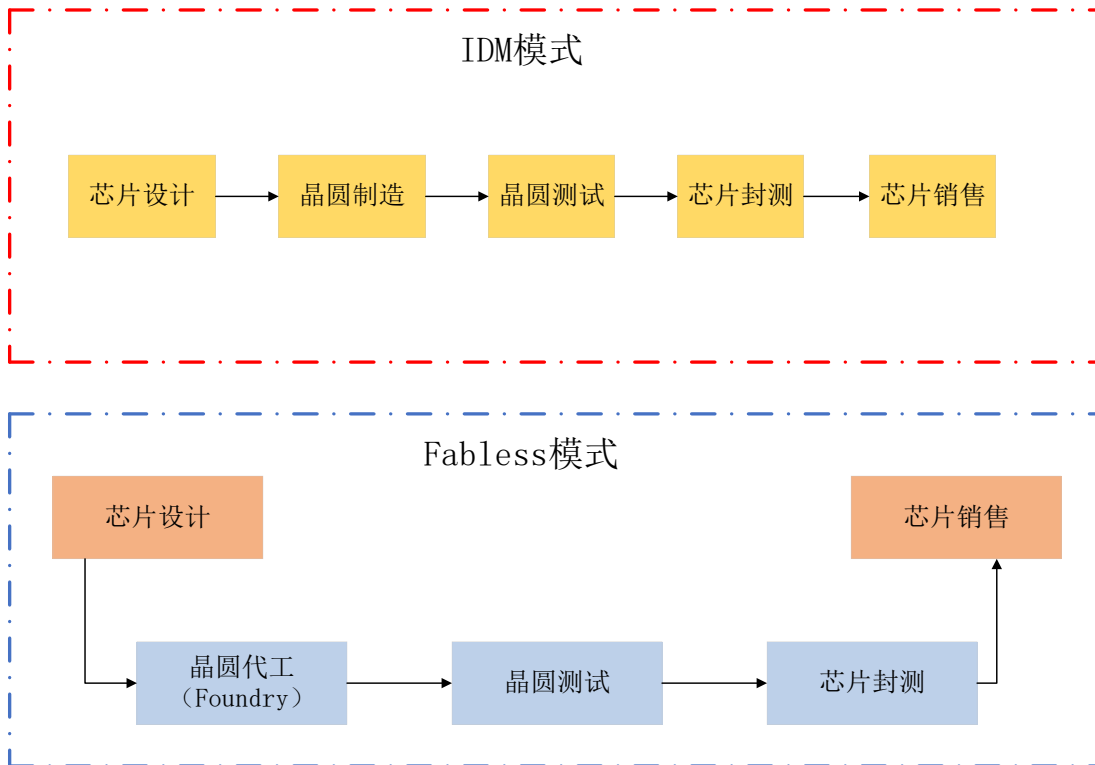 IDM模式
芯片设计
晶圆制造
晶圆测试
芯片封测
芯片销售
Fabless模式
芯片设计
芯片销售
晶圆代工
（Foundry）
晶圆测试
芯片封测